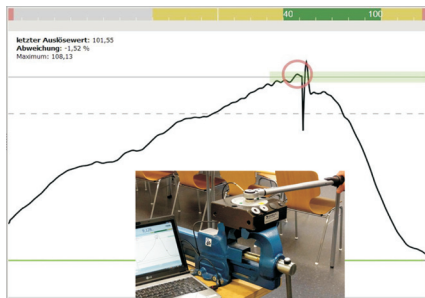 40
100
letzter Auslösewert: 101,55
Abweichung: -1,52 %
Maximum: 108,13